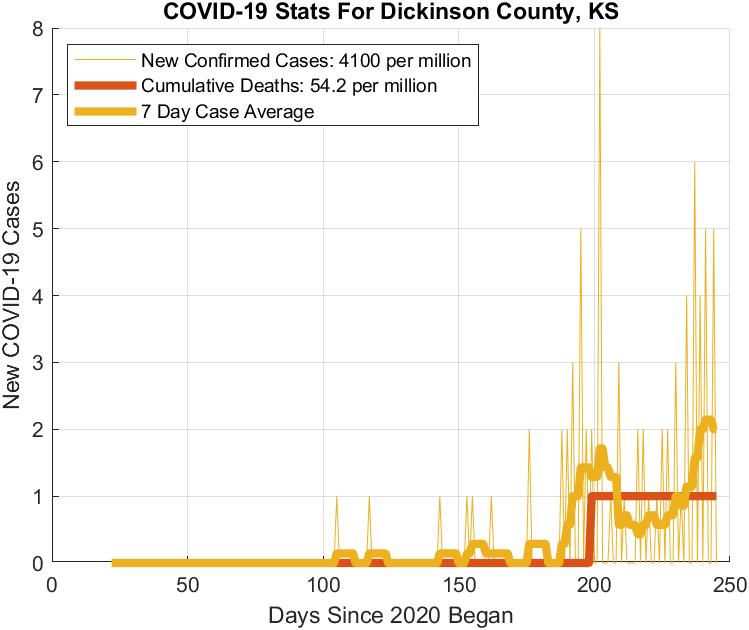 COVID-19 Stats For Dickinson County, KS
New Confirmed Cases: 4100 per million
Cumulative Deaths: 54.2 per million
7 Day Case Average
New COVID-19 Cases
8
7
6
5
4
3
2
1
0
0 50 100 150 200 250
Days Since 2020 Began